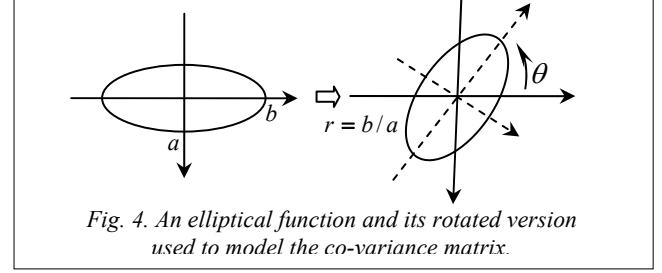 b
a
r = b/a
θ
Fig. 4. An elliptical function and its rotated version
used to model the co-variance matrix.